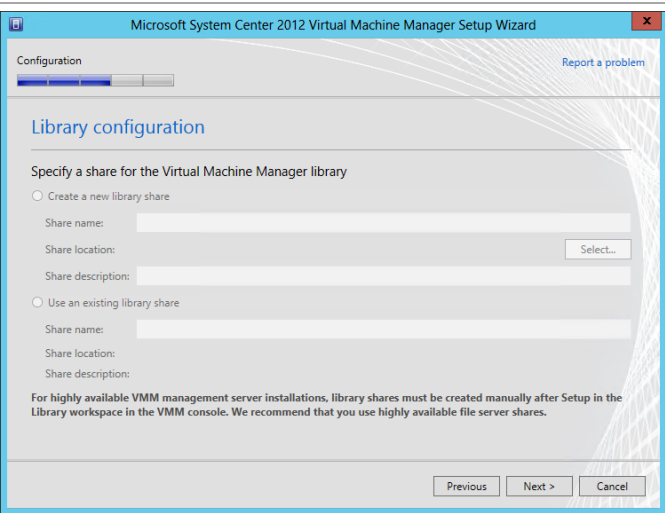 Microsoft System Center 2012 Virtual Machine Manager Setup Wizard
x
Configuration
Report a problem
Library configuration
Specify a share for the Virtual Machine Manager library
Create a new library share
Share name:
Share location:
Select...
Share description:
Use an existing library share
Share name:
Share location:
Share description:
For highly available VMM management server installations, library shares must be created manually after Setup in the
Library workspace in the VMM console. We recommend that you use highly available file server shares.
Previous
Next >
Cancel